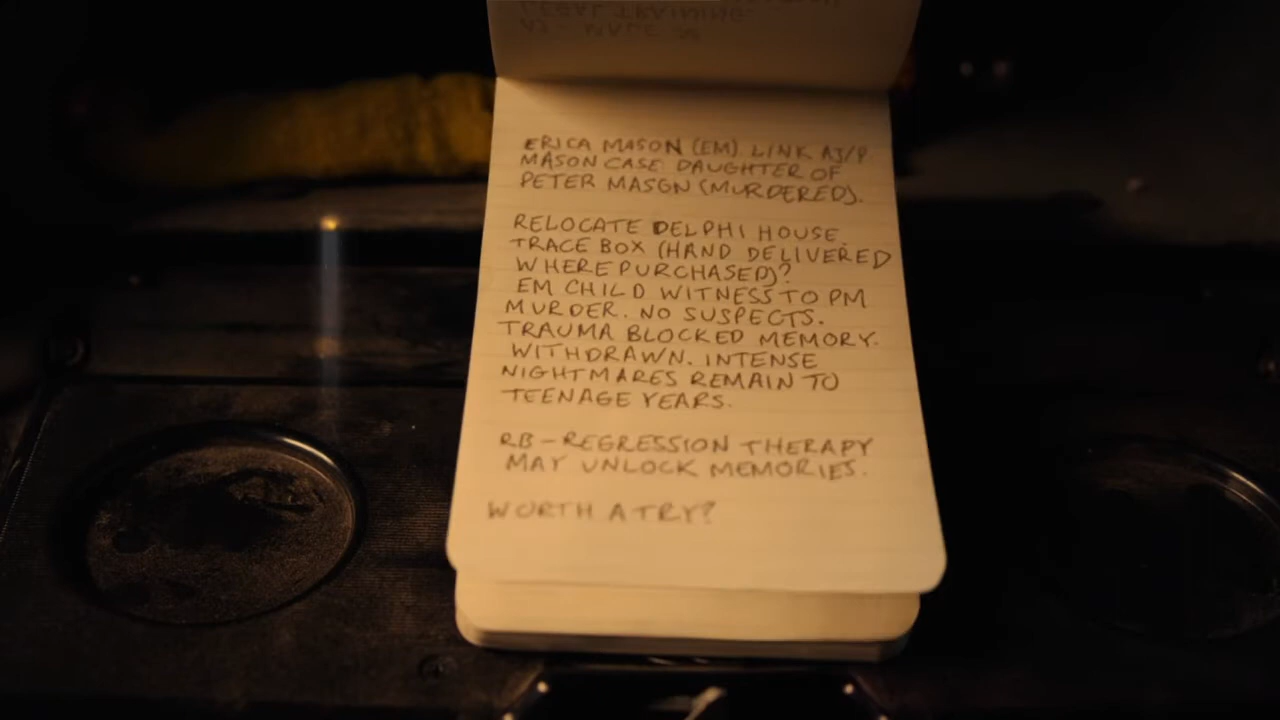 LEGAL TRAINING
ERICA MASON (EM) LINK AJ/P
MASON CASE DAUGHTER OF
PETER MASON (MURDERED).
RELOCATE DELPHI HOUSE
TRACE BOX (HAND DELIVERED
WHERE PURCHASED)?
EM CHILD WITNESS TO PM
MURDER. NO SUSPECTS.
TRAUMA BLOCKED MEMORY.
WITHDRAWN. INTENSE
NIGHTMARES REMAIN TO
TEENAGE YEARS.
RB - REGRESSION THERAPY
MAY UNLOCK MEMORIES.
WORTH A TRY?